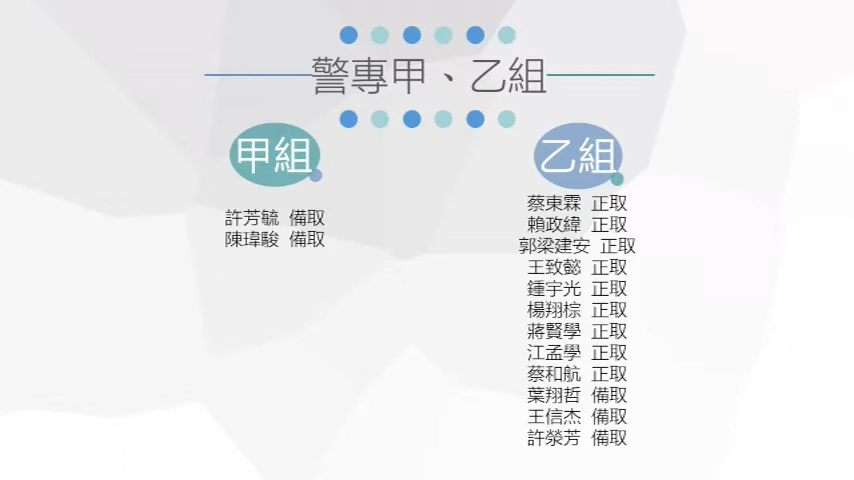 警專甲、乙組
甲組
許芳毓 備取
陳瑋駿 備取
乙組
蔡東霖 正取
賴政緯 正取
郭梁建安 正取
王致懿 正取
鍾宇光 正取
楊翔棕 正取
蔣賢學 正取
江孟學 正取
蔡和航 正取
葉翔哲 備取
王信杰 備取
許滎芳 備取